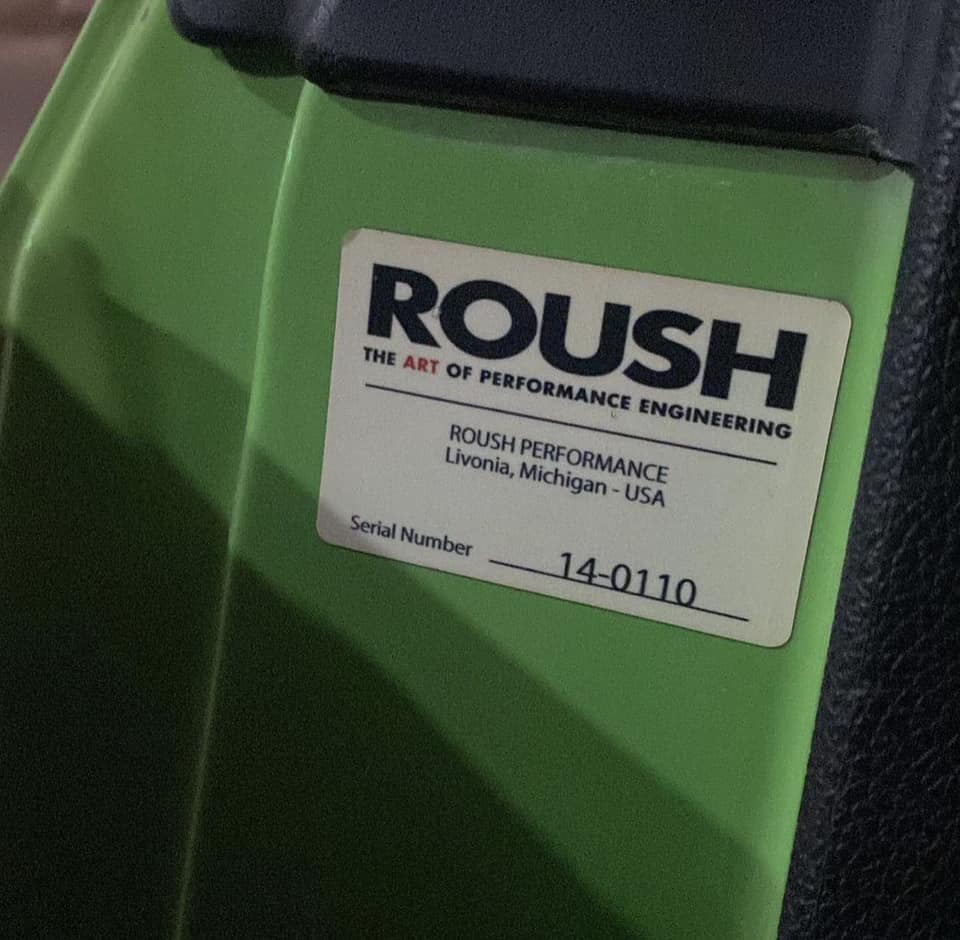 ROUSH
THE ART OF PERFORMANCE ENGINEERING
ROUSH PERFORMANCE
Livonia, Michigan - USA
Serial Number 14-0110